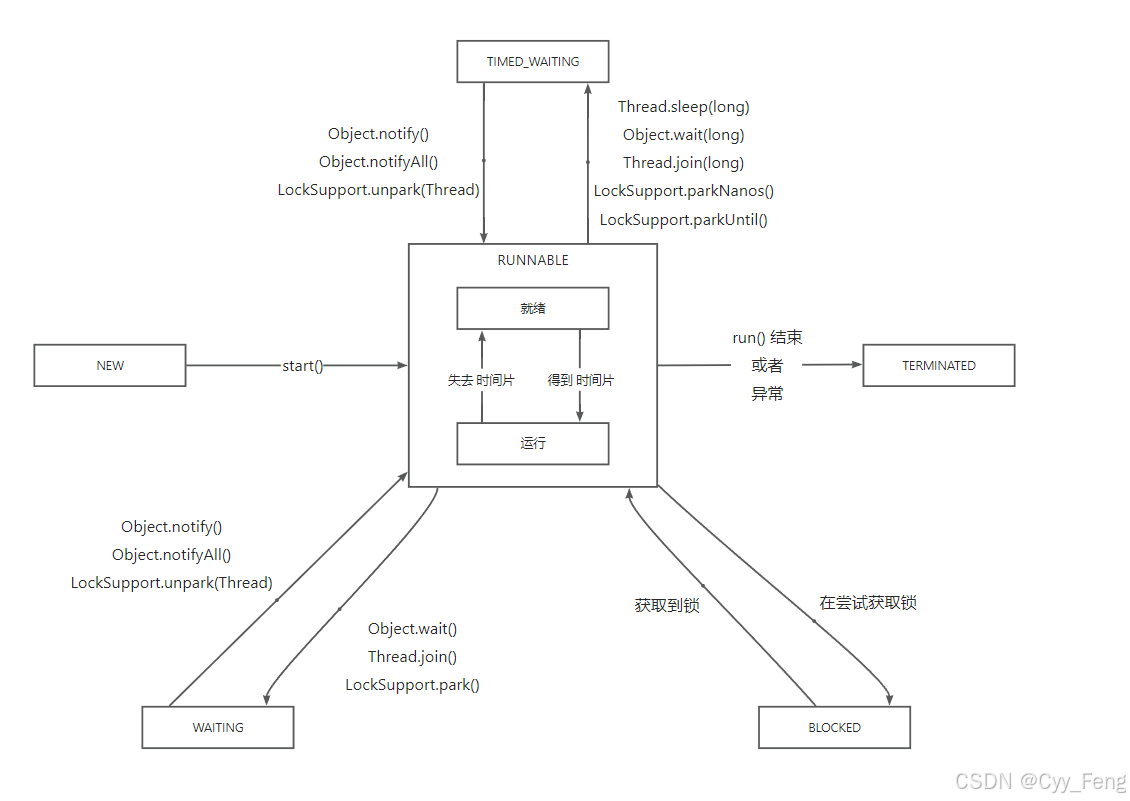 TIMED_WAITING
Object.notify()
Object.notifyAll()
LockSupport.unpark(Thread)
Thread.sleep(long)
Object.wait(long)
Thread.join(long)
LockSupport.parkNanos()
LockSupport.parkUntil()
RUNNABLE
就绪
失去 时间片
得到 时间片
运行
NEW
start()
run() 结束
或者
异常
TERMINATED
Object.notify()
Object.notifyAll()
LockSupport.unpark(Thread)
Object.wait()
Thread.join()
LockSupport.park()
获取到锁
在尝试获取锁
WAITING
BLOCKED
CSDN @Cyy_Feng